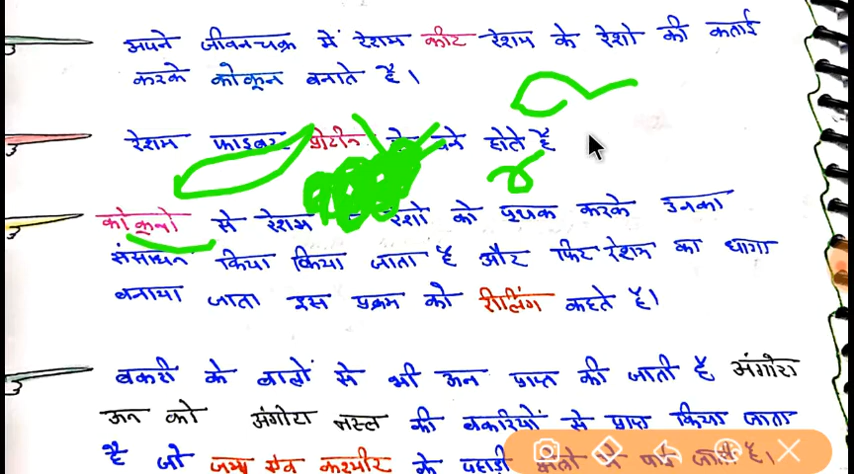 अपने जीवनचक्र में रेशम कीट रेशम के रेशो की कताई
करके कोकून बनाते है।
रेशम फाइबर प्रोटीन से बने होते है
कोकूनो से रेशम रेशो को पृथक करके उनका
संसाधन किया किया जाता है और फिर रेशम का धागा
बनाया जाता इस प्रक्रम को रीलिंग कहते है।
बकरी के बालों से भी ऊन प्राप्त की जाती है अंगोरा
ऊन को अंगोरा नस्ल की बकरियों से प्राप्त किया जाता
है जो जम्मू एंव कश्मीर के पहाड़ी जाती है।